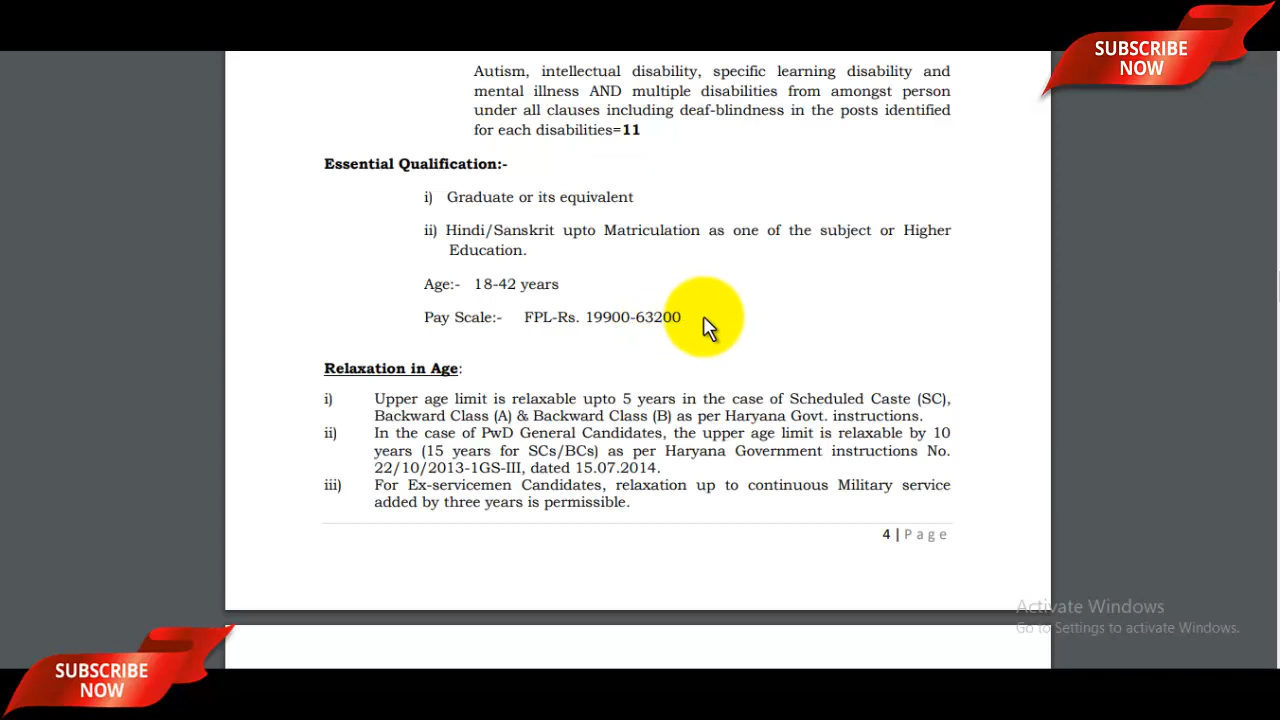 SUBSCRIBE
NOW
Autism, intellectual disability, specific learning disability and
mental illness AND multiple disabilities from amongst person
under all clauses including deaf-blindness in the posts identified
for each disabilities=11
Essential Qualification:-
i) Graduate or its equivalent
ii) Hindi/Sanskrit upto Matriculation as one of the subject or Higher
Education.
Age:- 18-42 years
Pay Scale:- FPL-Rs. 19900-63200
Relaxation in Age:
i) Upper age limit is relaxable upto 5 years in the case of Scheduled Caste (SC),
Backward Class (A) & Backward Class (B) as per Haryana Govt. instructions.
ii) In the case of PwD General Candidates, the upper age limit is relaxable by 10
years (15 years for SCs/BCs) as per Haryana Government instructions No.
22/10/2013-1GS-III, dated 15.07.2014.
iii) For Ex-servicemen Candidates, relaxation up to continuous Military service
added by three years is permissible.
4 | Page
Activate Windows
Go to Settings to activate Windows.
SUBSCRIBE
NOW